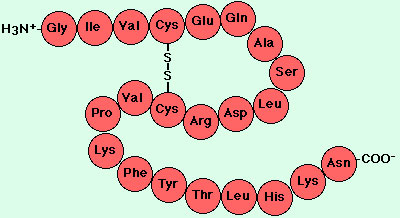 H3N+ Gly Ile Val Cys Glu Gln Ala Ser Leu Asp Arg Cys Val Pro Lys Phe Tyr Thr Leu His Lys Asn COO-
S
S